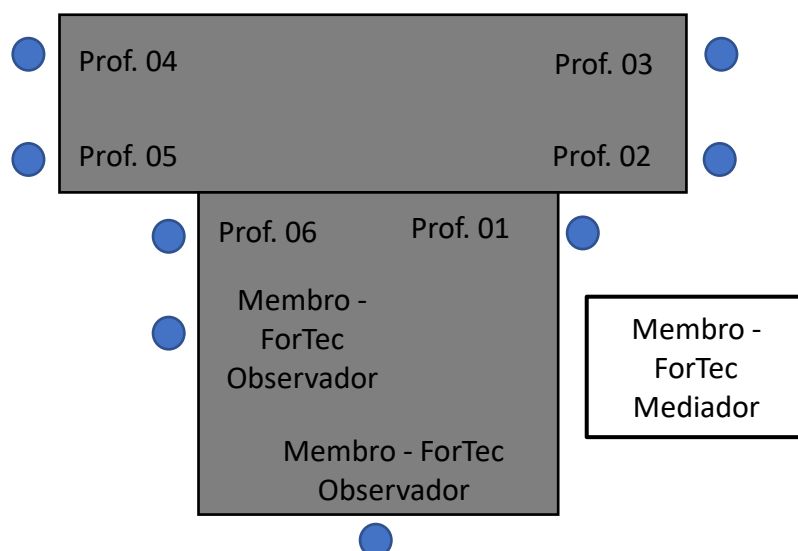 Prof. 04
Prof. 03
Prof. 05
Prof. 02
Prof. 06
Prof. 01
Membro -
ForTec
Observador
Membro -
ForTec
Mediador
Membro - ForTec
Observador